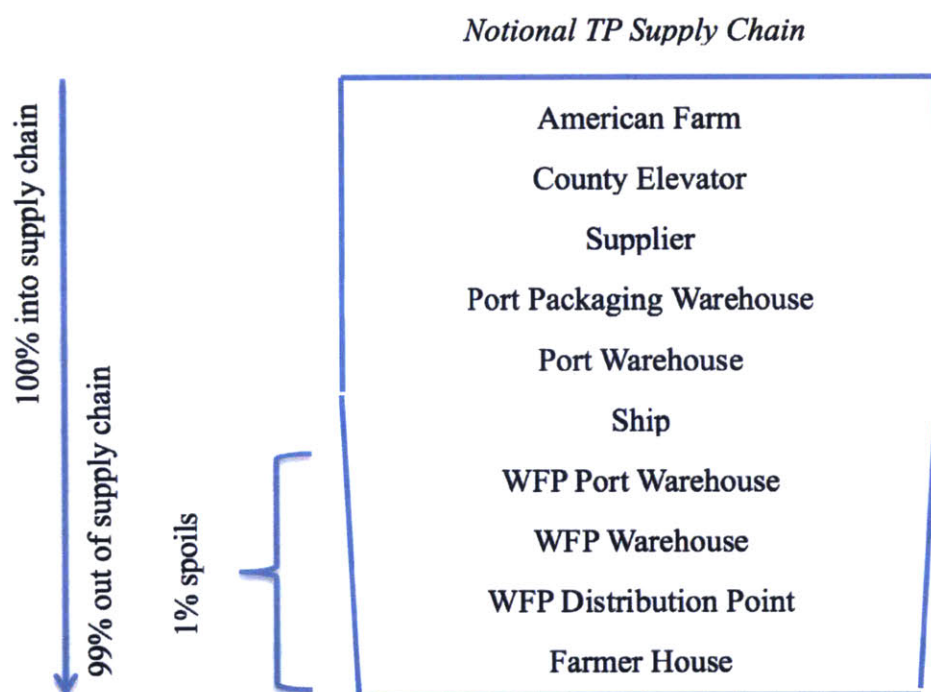 Notional TP Supply Chain
100% into supply chain
99% out of supply chain
1% spoils
American Farm
County Elevator
Supplier
Port Packaging Warehouse
Port Warehouse
Ship
WFP Port Warehouse
WFP Warehouse
WFP Distribution Point
Farmer House